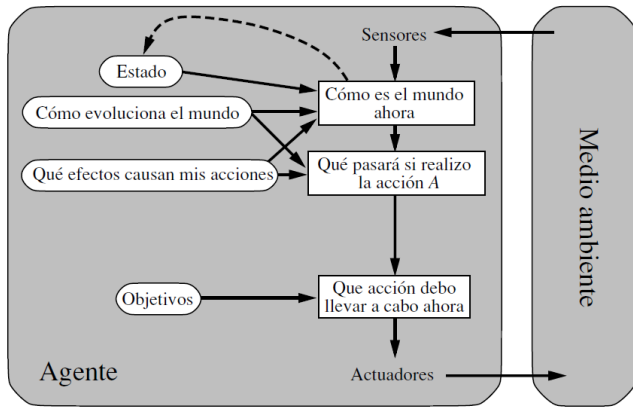 Sensores
Estado
Cómo es el mundo
ahora
Cómo evoluciona el mundo
Qué efectos causan mis acciones
Qué pasará si realizo
la acción A
Objetivos
Que acción debo
llevar a cabo ahora
Agente
Actuadores
Medio ambiente